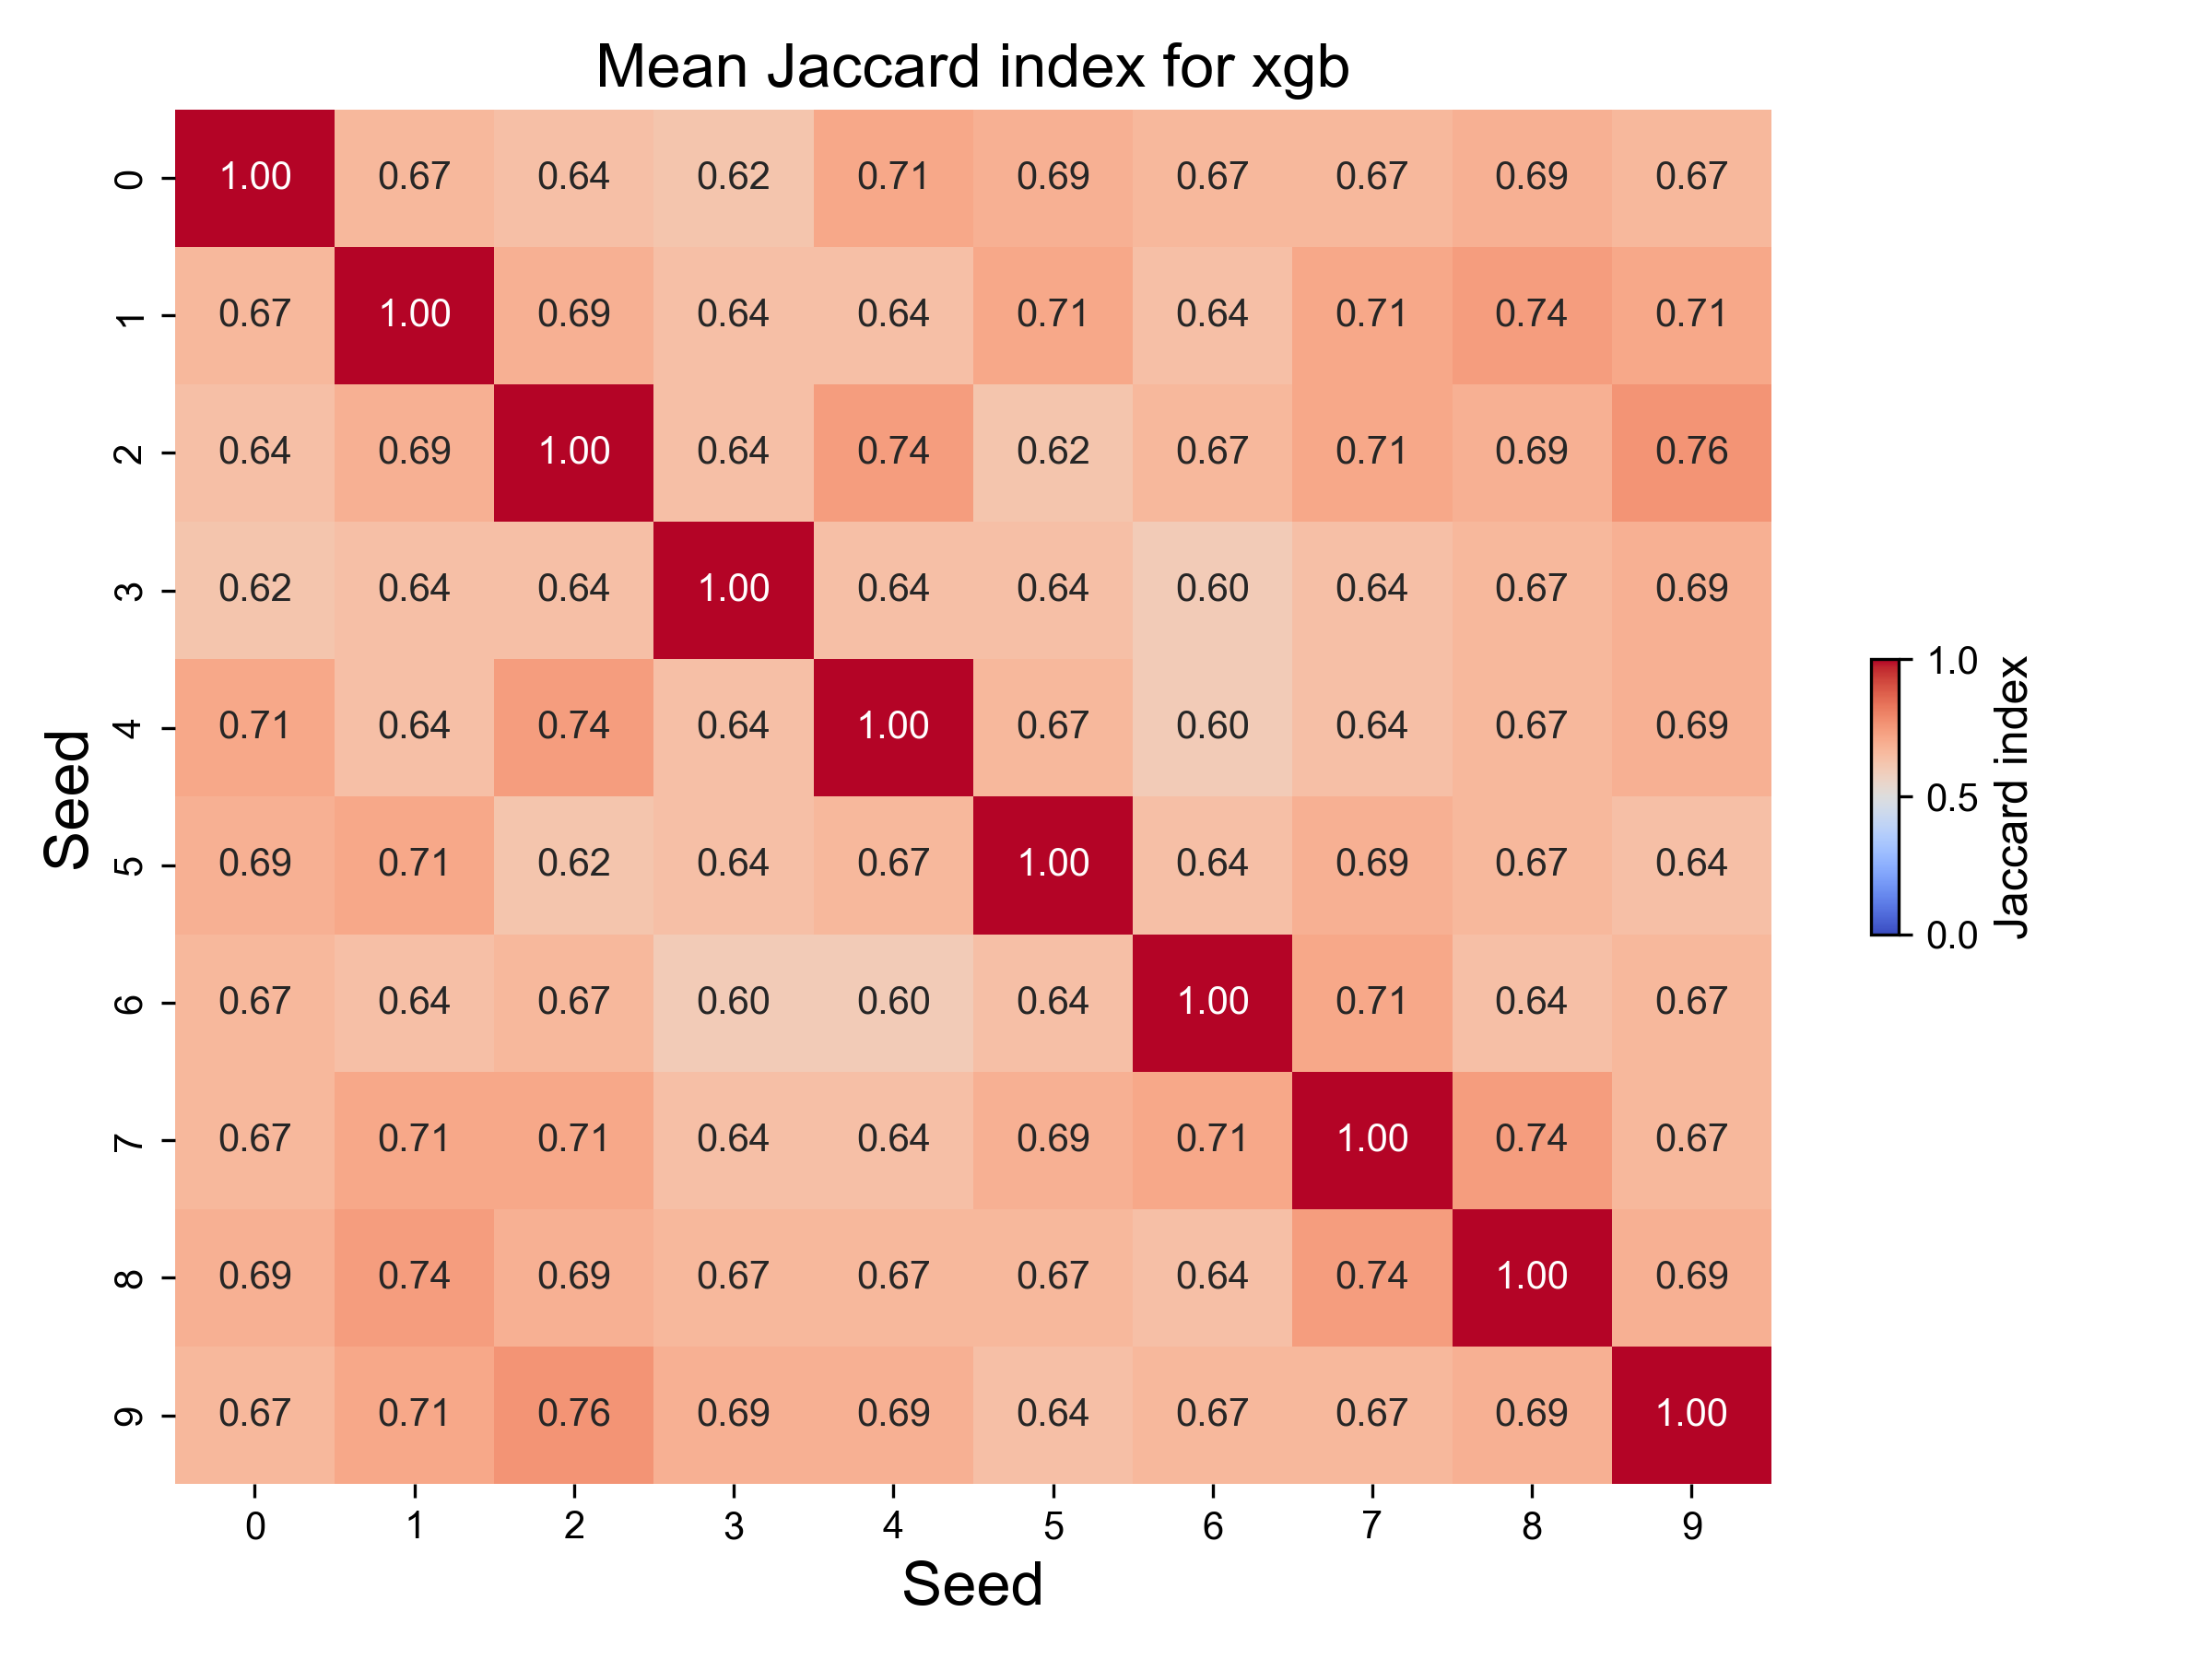 Mean Jaccard index for xgb
0 1.00 0.67 0.64 0.62 0.71 0.69 0.67 0.67 0.69 0.67
1 0.67 1.00 0.69 0.64 0.64 0.71 0.64 0.71 0.74 0.71
2 0.64 0.69 1.00 0.64 0.74 0.62 0.67 0.71 0.69 0.76
3 0.62 0.64 0.64 1.00 0.64 0.64 0.60 0.64 0.67 0.69
4 0.71 0.64 0.74 0.64 1.00 0.67 0.60 0.64 0.67 0.69
5 0.69 0.71 0.62 0.64 0.67 1.00 0.64 0.69 0.67 0.64
6 0.67 0.64 0.67 0.60 0.60 0.64 1.00 0.71 0.64 0.67
7 0.67 0.71 0.71 0.64 0.64 0.69 0.71 1.00 0.74 0.67
8 0.69 0.74 0.69 0.67 0.67 0.67 0.64 0.74 1.00 0.69
9 0.67 0.71 0.76 0.69 0.69 0.64 0.67 0.67 0.69 1.00
0 1 2 3 4 5 6 7 8 9
Seed
Seed
1.0
0.5
0.0
Jaccard index